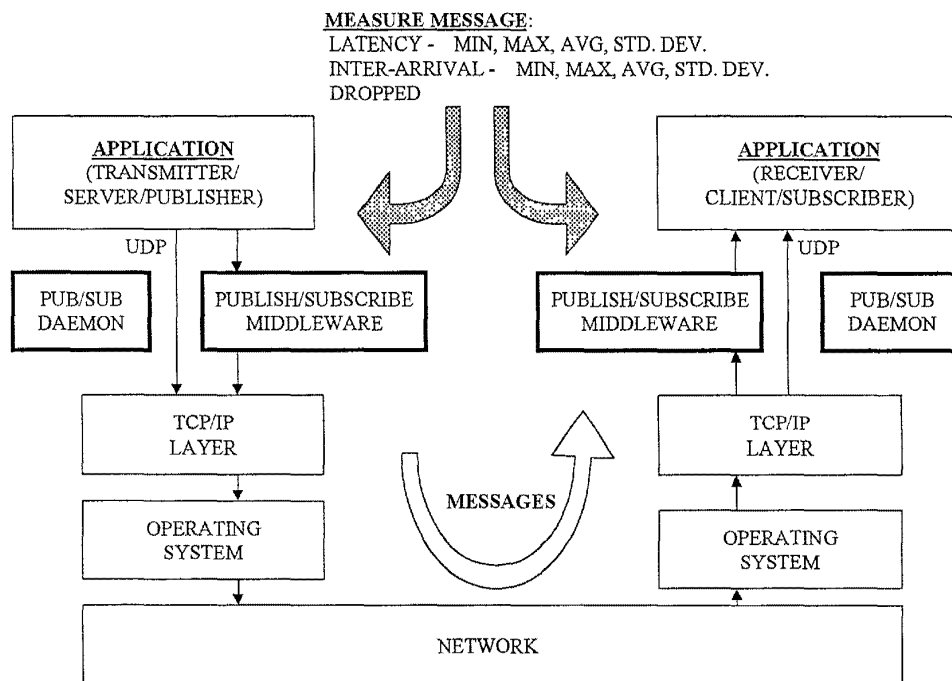 MEASURE MESSAGE:
LATENCY - MIN, MAX, AVG, STD. DEV.
INTER-ARRIVAL - MIN, MAX, AVG, STD. DEV.
DROPPED
APPLICATION
(TRANSMITTER/
SERVER/PUBLISHER)
APPLICATION
(RECEIVER/
CLIENT/SUBSCRIBER)
UDP
UDP
PUB/SUB
DAEMON
PUBLISH/SUBSCRIBE
MIDDLEWARE
PUBLISH/SUBSCRIBE
MIDDLEWARE
PUB/SUB
DAEMON
TCP/IP
LAYER
TCP/IP
LAYER
MESSAGES
OPERATING
SYSTEM
OPERATING
SYSTEM
NETWORK